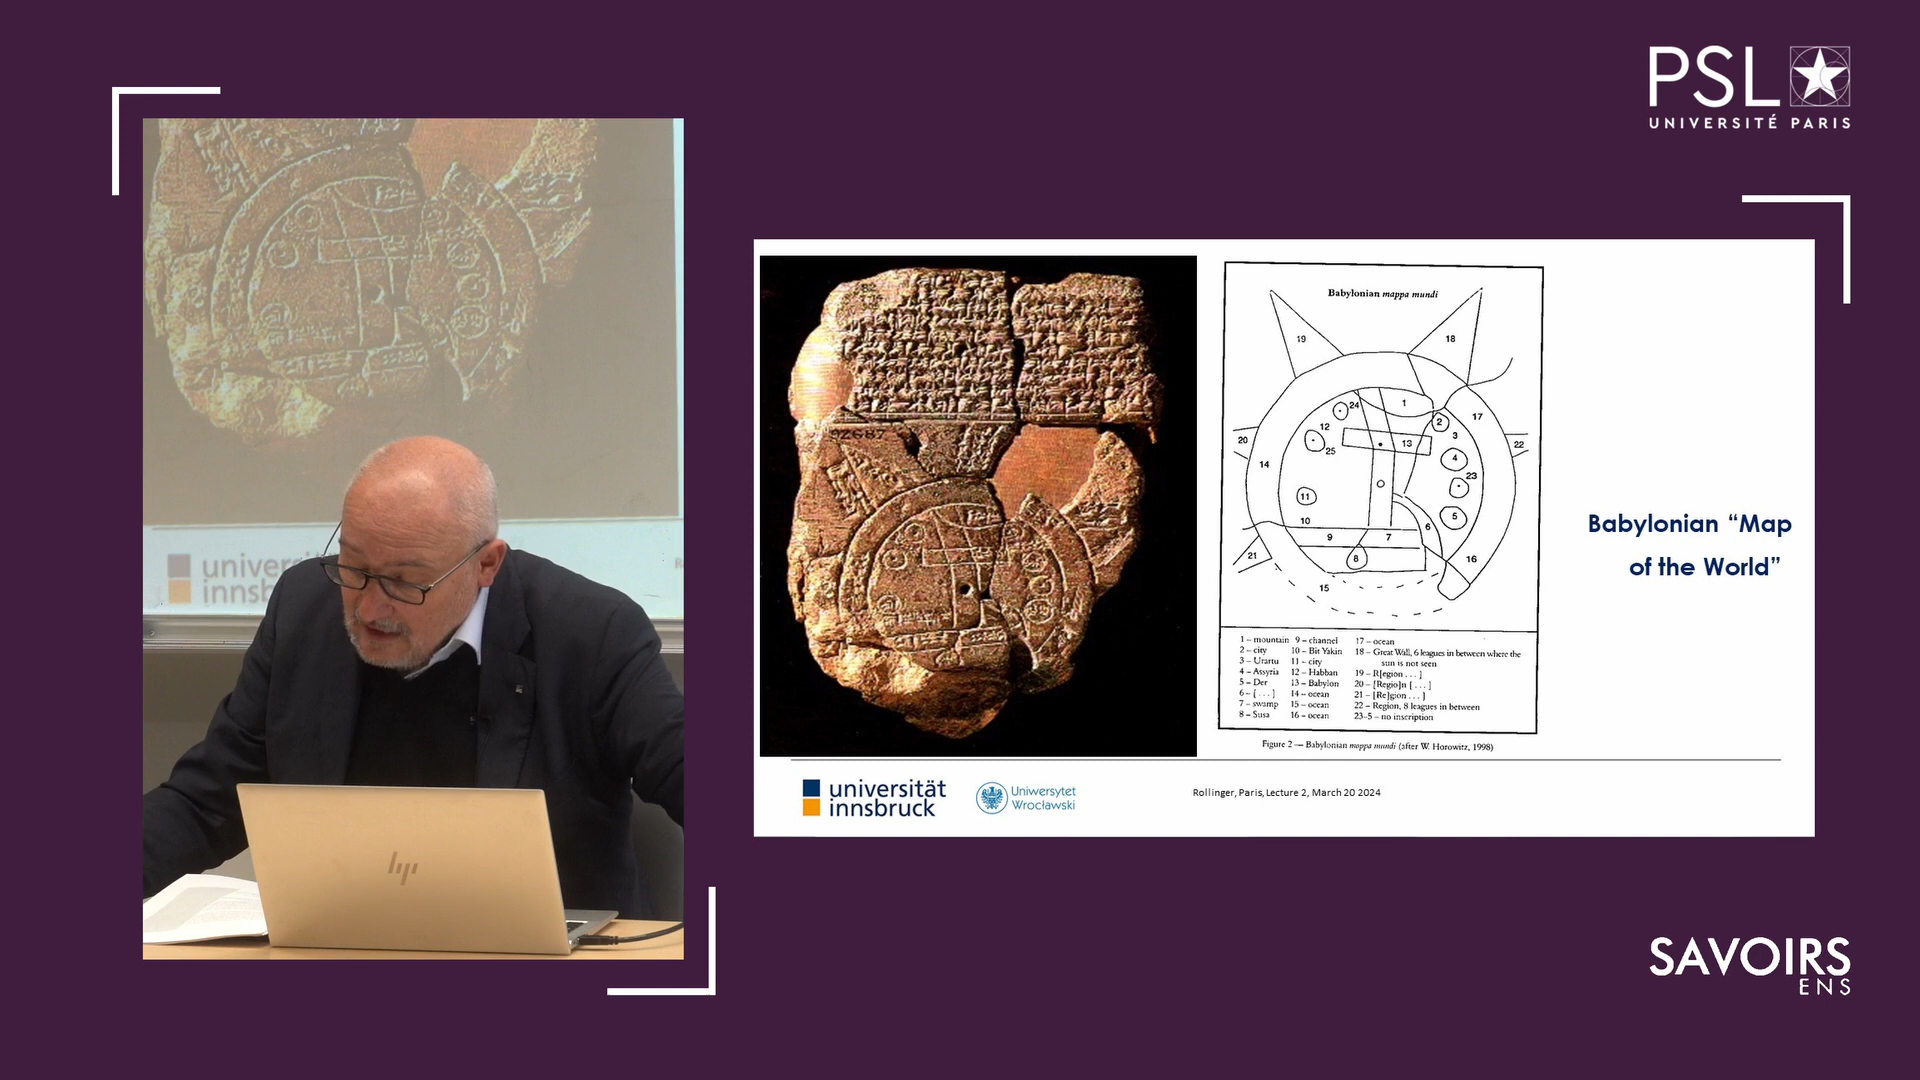 PSL
UNIVERSITÉ PARIS
92687
Babylonian mappa mundi
19
18
24
1
2
17
12
3
13
20
25
4
22
14
23
11
5
10
6
9
7
21
8
16
15
1 – mountain 9 – channel 17 – ocean
2 – city 10 – Bit Yakin 18 – Great Wall, 6 leagues in between where the
3 – Urartu 11 – city sun is not seen
4 – Assyria 12 – Habban 19 – R[egion . . . ]
5 – Der 13 – Babylon 20 – [Regio]n [ . . . ]
6 – [ . . . ] 14 – ocean 21 – [Re]gion . . . ]
7 – swamp 15 – ocean 22 – Region, 8 leagues in between
8 – Susa 16 – ocean 23-5 – no inscription
Figure 2 — Babylonian mappa mundi (after W. Horowitz, 1998)
Babylonian “Map
of the World”
universität
innsbruck
Uniwersytet
Wrocławski
Rollinger, Paris, Lecture 2, March 20 2024
univers
innsb
hp
SAVOIRS
ENS